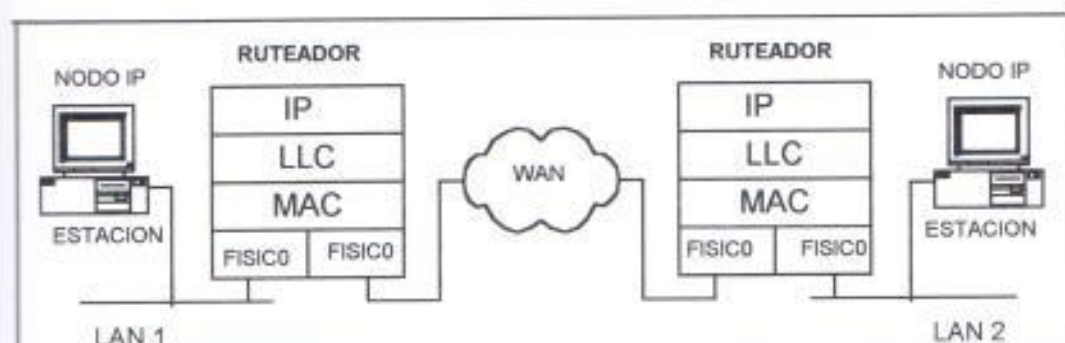 RUTEADOR
RUTEADOR
NODO IP
NODO IP
IP
IP
LLC
LLC
WAN
MAC
MAC
ESTACION
ESTACION
FISIC0
FISIC0
FISIC0
FISIC0
LAN 1
LAN 2